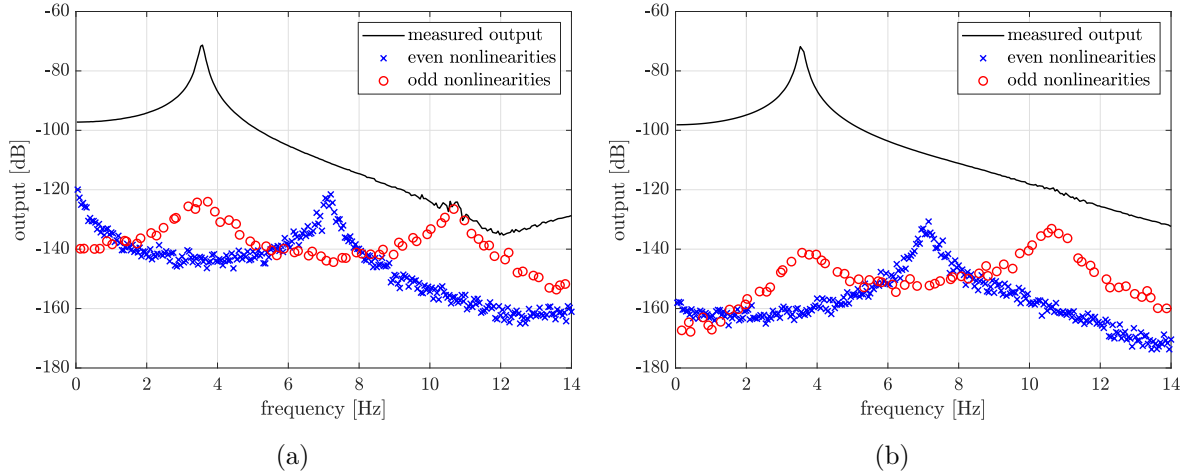 -60
-80
-100
-120
-140
-160
-180
output [dB]
0 2 4 6 8 10 12 14
frequency [Hz]
measured output
even nonlinearities
odd nonlinearities
(a)
-60
-80
-100
-120
-140
-160
-180
output [dB]
0 2 4 6 8 10 12 14
frequency [Hz]
measured output
even nonlinearities
odd nonlinearities
(b)